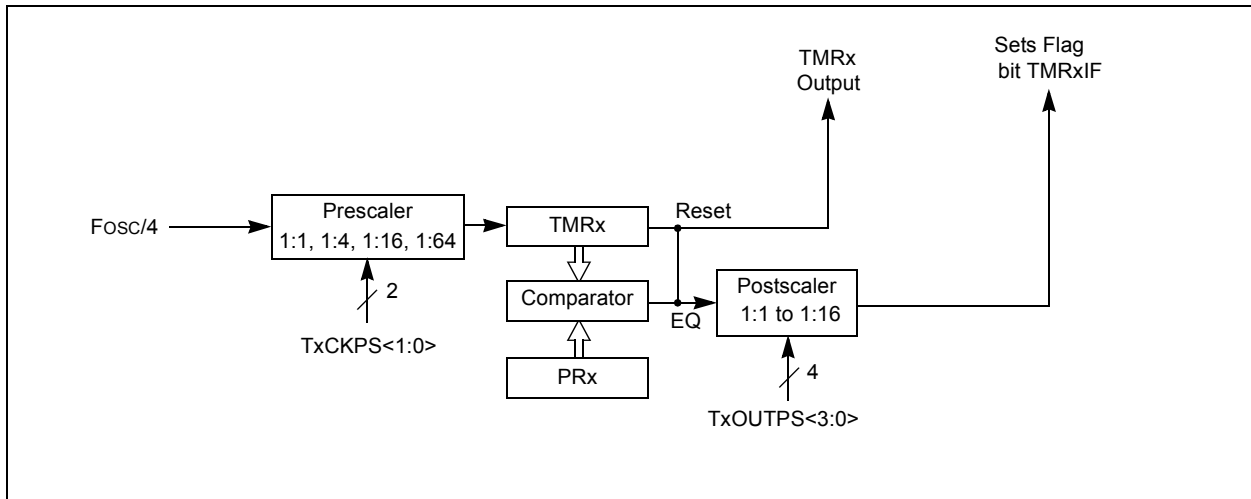 TMRx
Output
Sets Flag
bit TMRxIF
Fosc/4
Prescaler
1:1, 1:4, 1:16, 1:64
2
TxCKPS<1:0>
TMRx
Reset
Comparator
EQ
PRx
Postscaler
1:1 to 1:16
4
TxOUTPS<3:0>